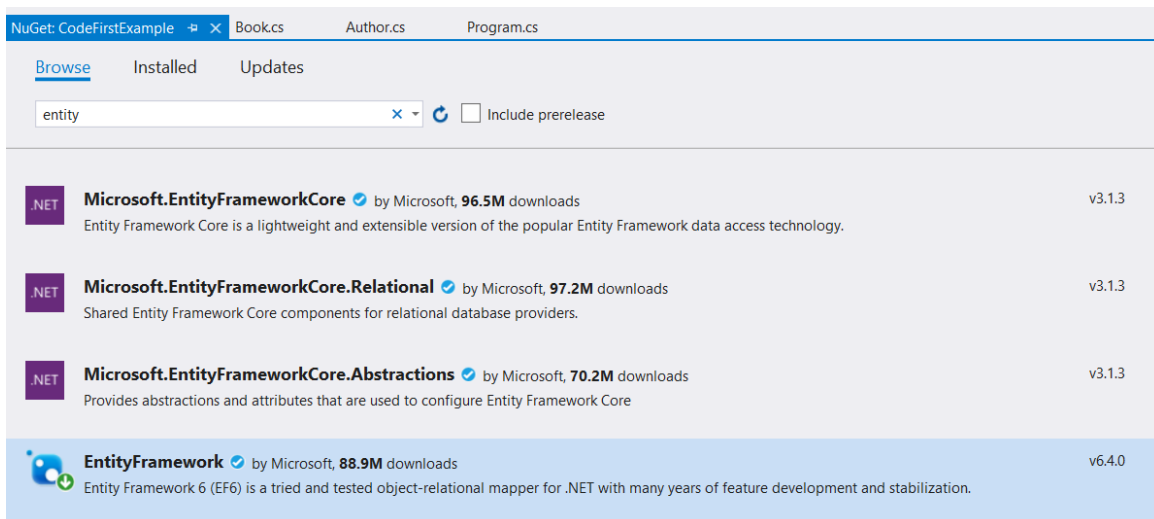 NuGet: CodeFirstExample Book.cs Author.cs Program.cs
Browse Installed Updates
entity Include prerelease
.NET Microsoft.EntityFrameworkCore by Microsoft, 96.5M downloads v3.1.3
Entity Framework Core is a lightweight and extensible version of the popular Entity Framework data access technology.
.NET Microsoft.EntityFrameworkCore.Relational by Microsoft, 97.2M downloads v3.1.3
Shared Entity Framework Core components for relational database providers.
.NET Microsoft.EntityFrameworkCore.Abstractions by Microsoft, 70.2M downloads v3.1.3
Provides abstractions and attributes that are used to configure Entity Framework Core
EntityFramework by Microsoft, 88.9M downloads v6.4.0
Entity Framework 6 (EF6) is a tried and tested object-relational mapper for .NET with many years of feature development and stabilization.